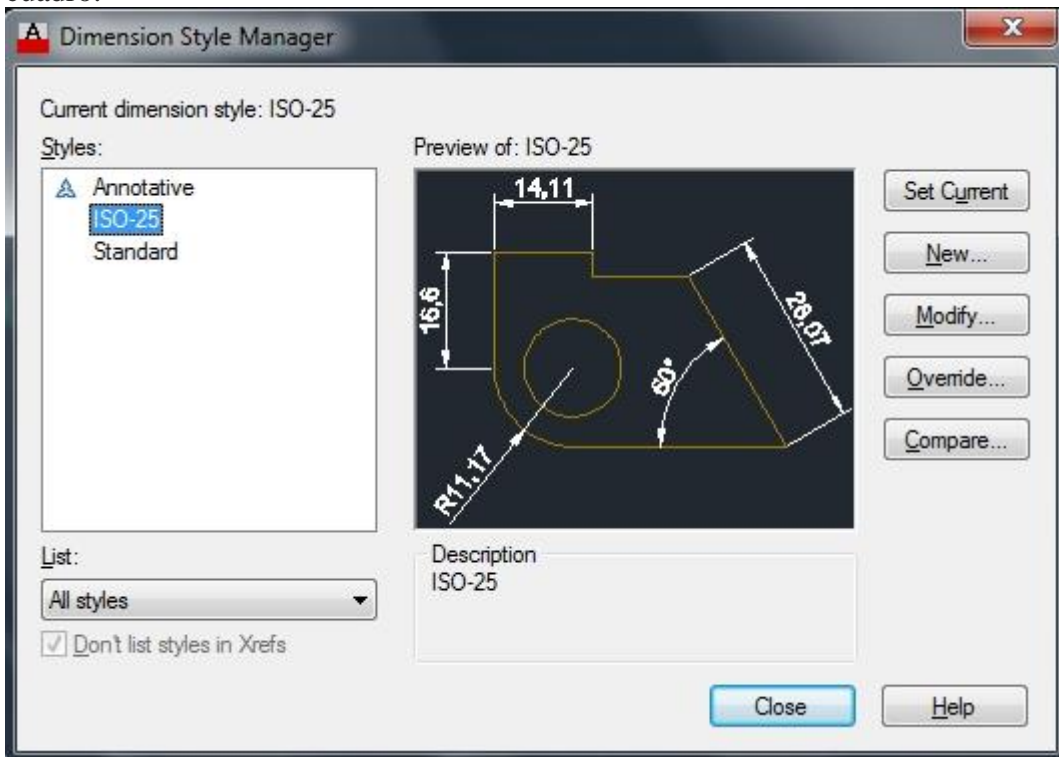 Dimension Style Manager
Current dimension style: ISO-25
Styles:
Annotative
ISO-25
Standard
List:
All styles
Don't list styles in Xrefs
Preview of: ISO-25
14,11
16,6
28,07
60°
R11,17
Description
ISO-25
Set Current
New...
Modify...
Override...
Compare...
Close
Help